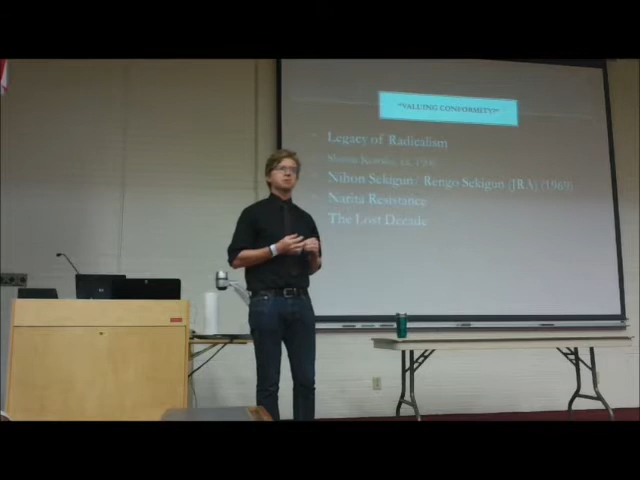 "VALUING CONFORMITY?"
Legacy of Radicalism
Nihon Sekigun/ Rengo Sekigun (JRA) (1969)
Narita Resistance
The Lost Decade